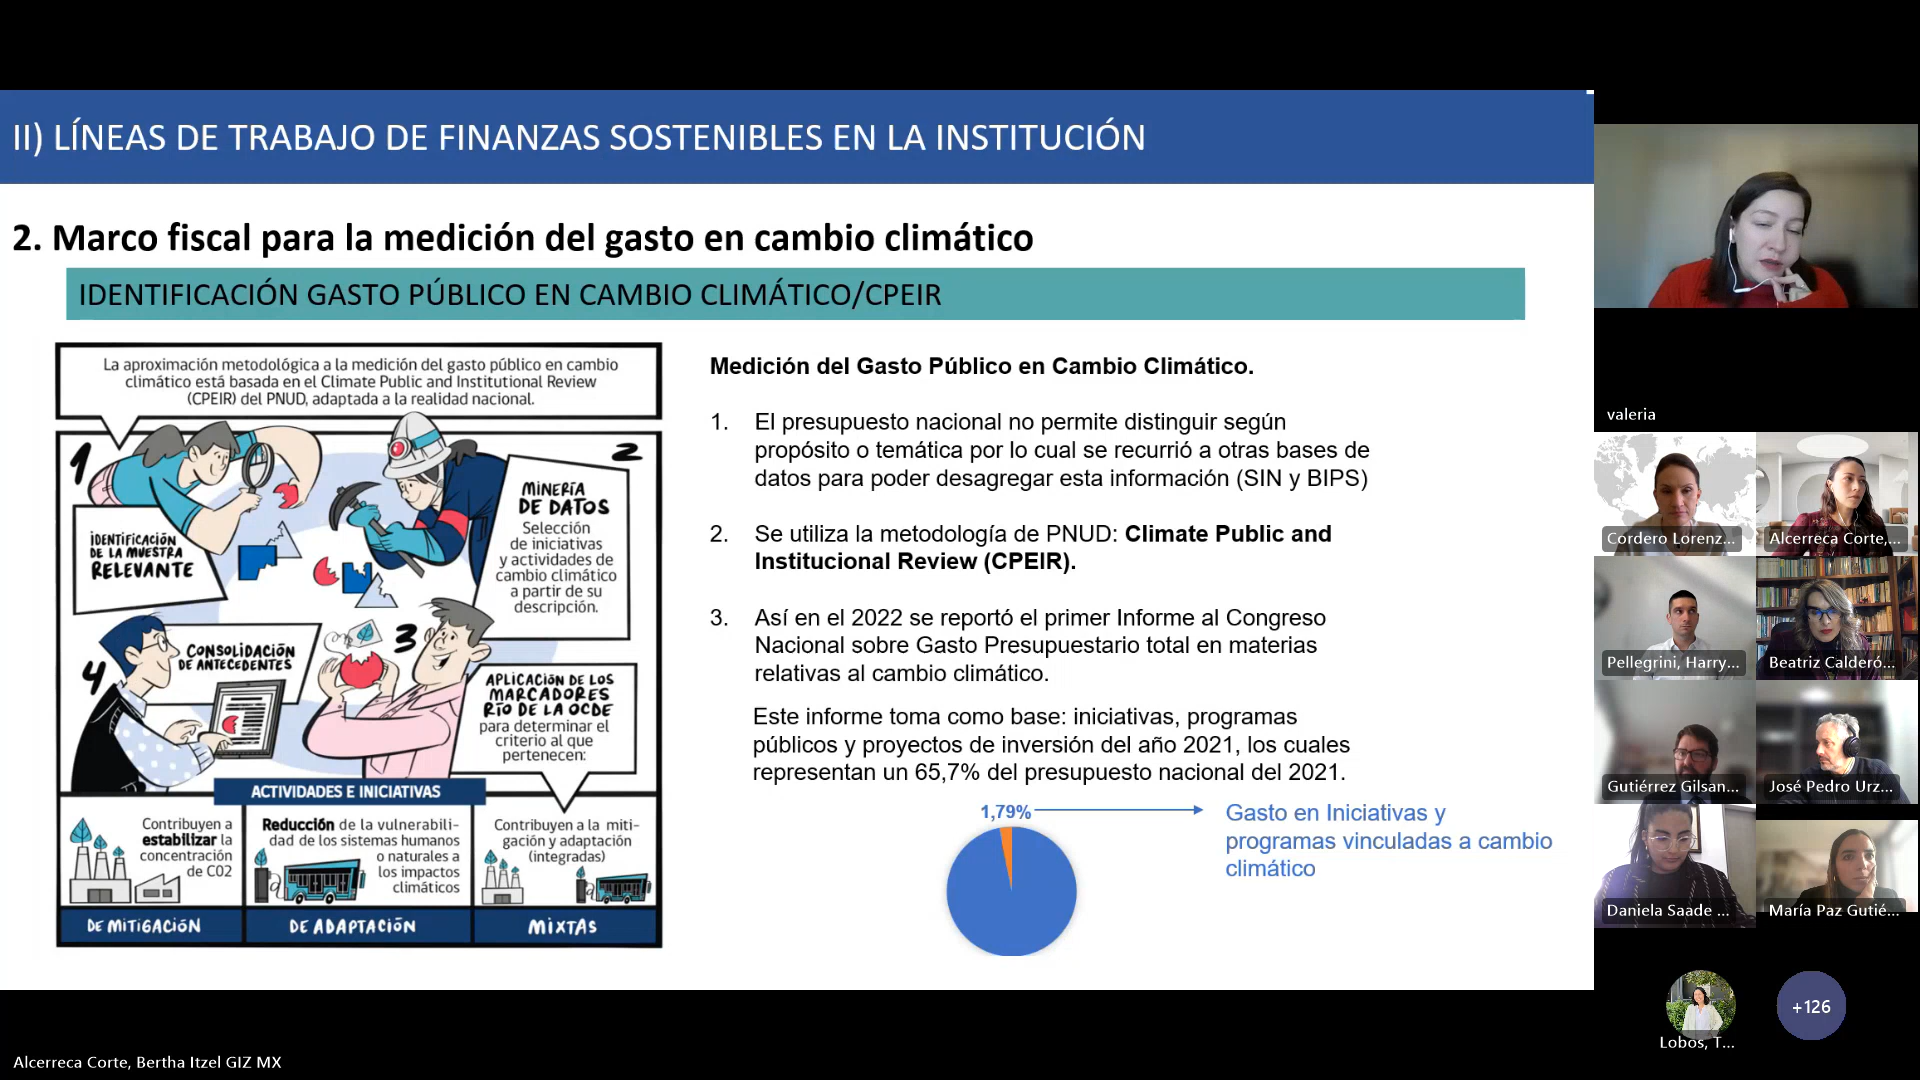 II) LÍNEAS DE TRABAJO DE FINANZAS SOSTENIBLES EN LA INSTITUCIÓN
2. Marco fiscal para la medición del gasto en cambio climático
IDENTIFICACIÓN GASTO PÚBLICO EN CAMBIO CLIMÁTICO/CPEIR
La aproximación metodológica a la medición del gasto público en cambio
climático está basada en el Climate Public and Institutional Review
(CPEIR) del PNUD, adaptada a la realidad nacional.
1
IDENTIFICACIÓN
DE LA MUESTRA
RELEVANTE
2
MINERÍA
DE DATOS
Selección
de iniciativas
y actividades de
cambio climático
a partir de su
descripción.
3
APLICACIÓN DE LOS
MARCADORES
RÍO DE LA OCDE
para determinar el
criterio al que
pertenecen:
4
CONSOLIDACIÓN
DE ANTECEDENTES
ACTIVIDADES E INICIATIVAS
Contribuyen a
estabilizar la
concentración
de CO2
DE MITIGACIÓN
Reducción de la vulnerabili-
dad de los sistemas humanos
o naturales a
los impactos
climáticos
DE ADAPTACIÓN
Contribuyen a la miti-
gación y adaptación
(integradas)
MIXTAS
Medición del Gasto Público en Cambio Climático.
1. El presupuesto nacional no permite distinguir según
propósito o temática por lo cual se recurrió a otras bases de
datos para poder desagregar esta información (SIN y BIPS)
2. Se utiliza la metodología de PNUD: Climate Public and
Institucional Review (CPEIR).
3. Así en el 2022 se reportó el primer Informe al Congreso
Nacional sobre Gasto Presupuestario total en materias
relativas al cambio climático.
Este informe toma como base: iniciativas, programas
públicos y proyectos de inversión del año 2021, los cuales
representan un 65,7% del presupuesto nacional del 2021.
1,79%
Gasto en Iniciativas y
programas vinculadas a cambio
climático
valeria
Cordero Lorenz...
Alcerreca Corte,...
Pellegrini, Harry...
Beatriz Calderó...
Gutiérrez Gilsan...
José Pedro Urz...
Daniela Saade ...
María Paz Gutié...
Lobos, T...
+126
Alcerreca Corte, Bertha Itzel GIZ MX